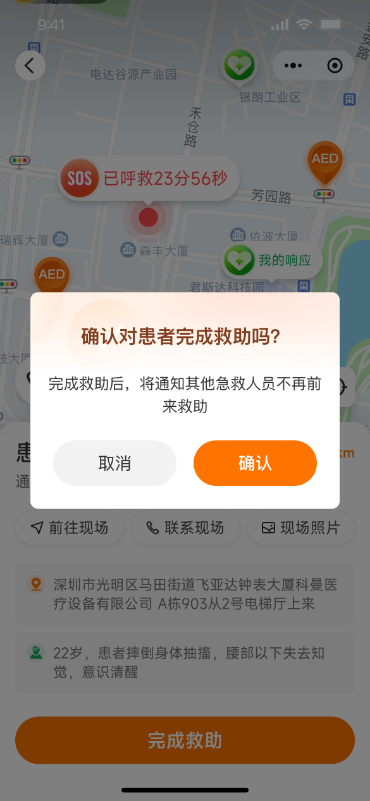 9:41
电达谷源产业园
银朗工业区
禾仓路
AED
SOS 已呼救23分56秒
芳园路
瑞辉大厦
森丰大厦
依波大厦
我的响应
AED
君斯达科技园
确认对患者完成救助吗?
完成救助后，将通知其他急救人员不再前
来救助
取消
确认
患
km
通
前往现场
联系现场
现场照片
深圳市光明区马田街道飞亚达钟表大厦科曼医
疗设备有限公司 A栋903从2号电梯厅上来
22岁，患者摔倒身体抽搐，腰部以下失去知
觉，意识清醒
完成救助